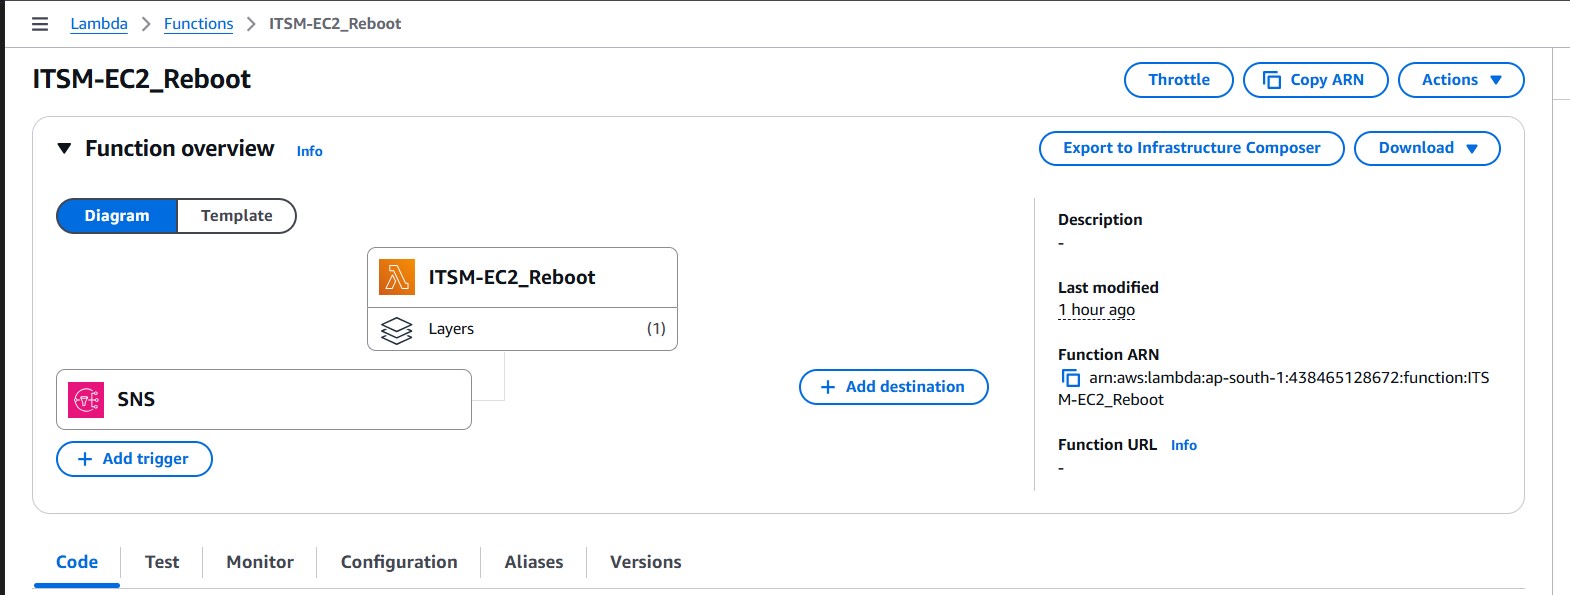 Lambda > Functions > ITSM-EC2_Reboot
ITSM-EC2_Reboot
Throttle
Copy ARN
Actions
Function overview Info
Export to Infrastructure Composer
Download
Diagram
Template
ITSM-EC2_Reboot
Layers (1)
SNS
Add trigger
Add destination
Description
-
Last modified
1 hour ago
Function ARN
arn:aws:lambda:ap-south-1:438465128672:function:ITS
M-EC2_Reboot
Function URL Info
-
Code
Test
Monitor
Configuration
Aliases
Versions